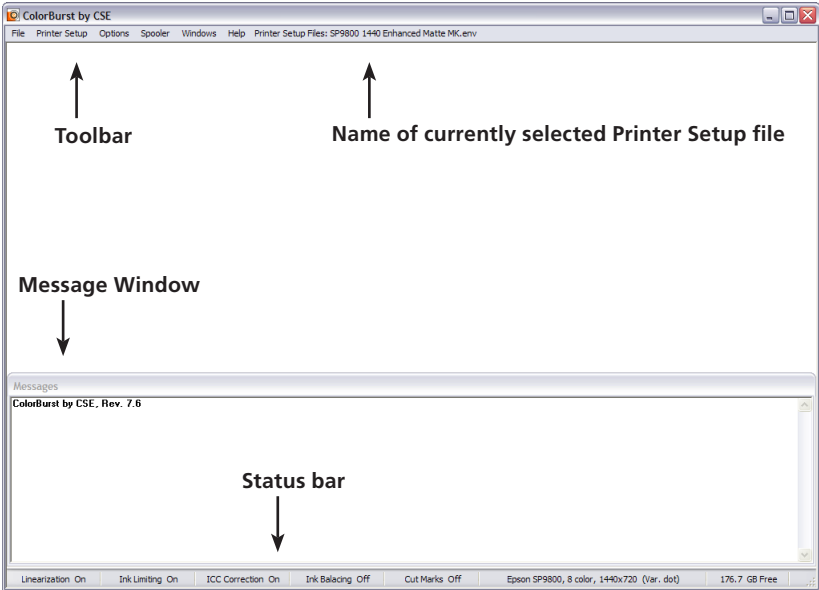 ColorBurst by CSE
File Printer Setup Options Spooler Windows Help Printer Setup Files: SP9800 1440 Enhanced Matte MK.env
Toolbar
Name of currently selected Printer Setup file
Message Window
Messages
ColorBurst by CSE, Rev. 7.6
Status bar
Linearization On Ink Limiting On ICC Correction On Ink Balacing Off Cut Marks Off Epson SP9800, 8 color, 1440x720 (Var. dot) 176.7 GB Free